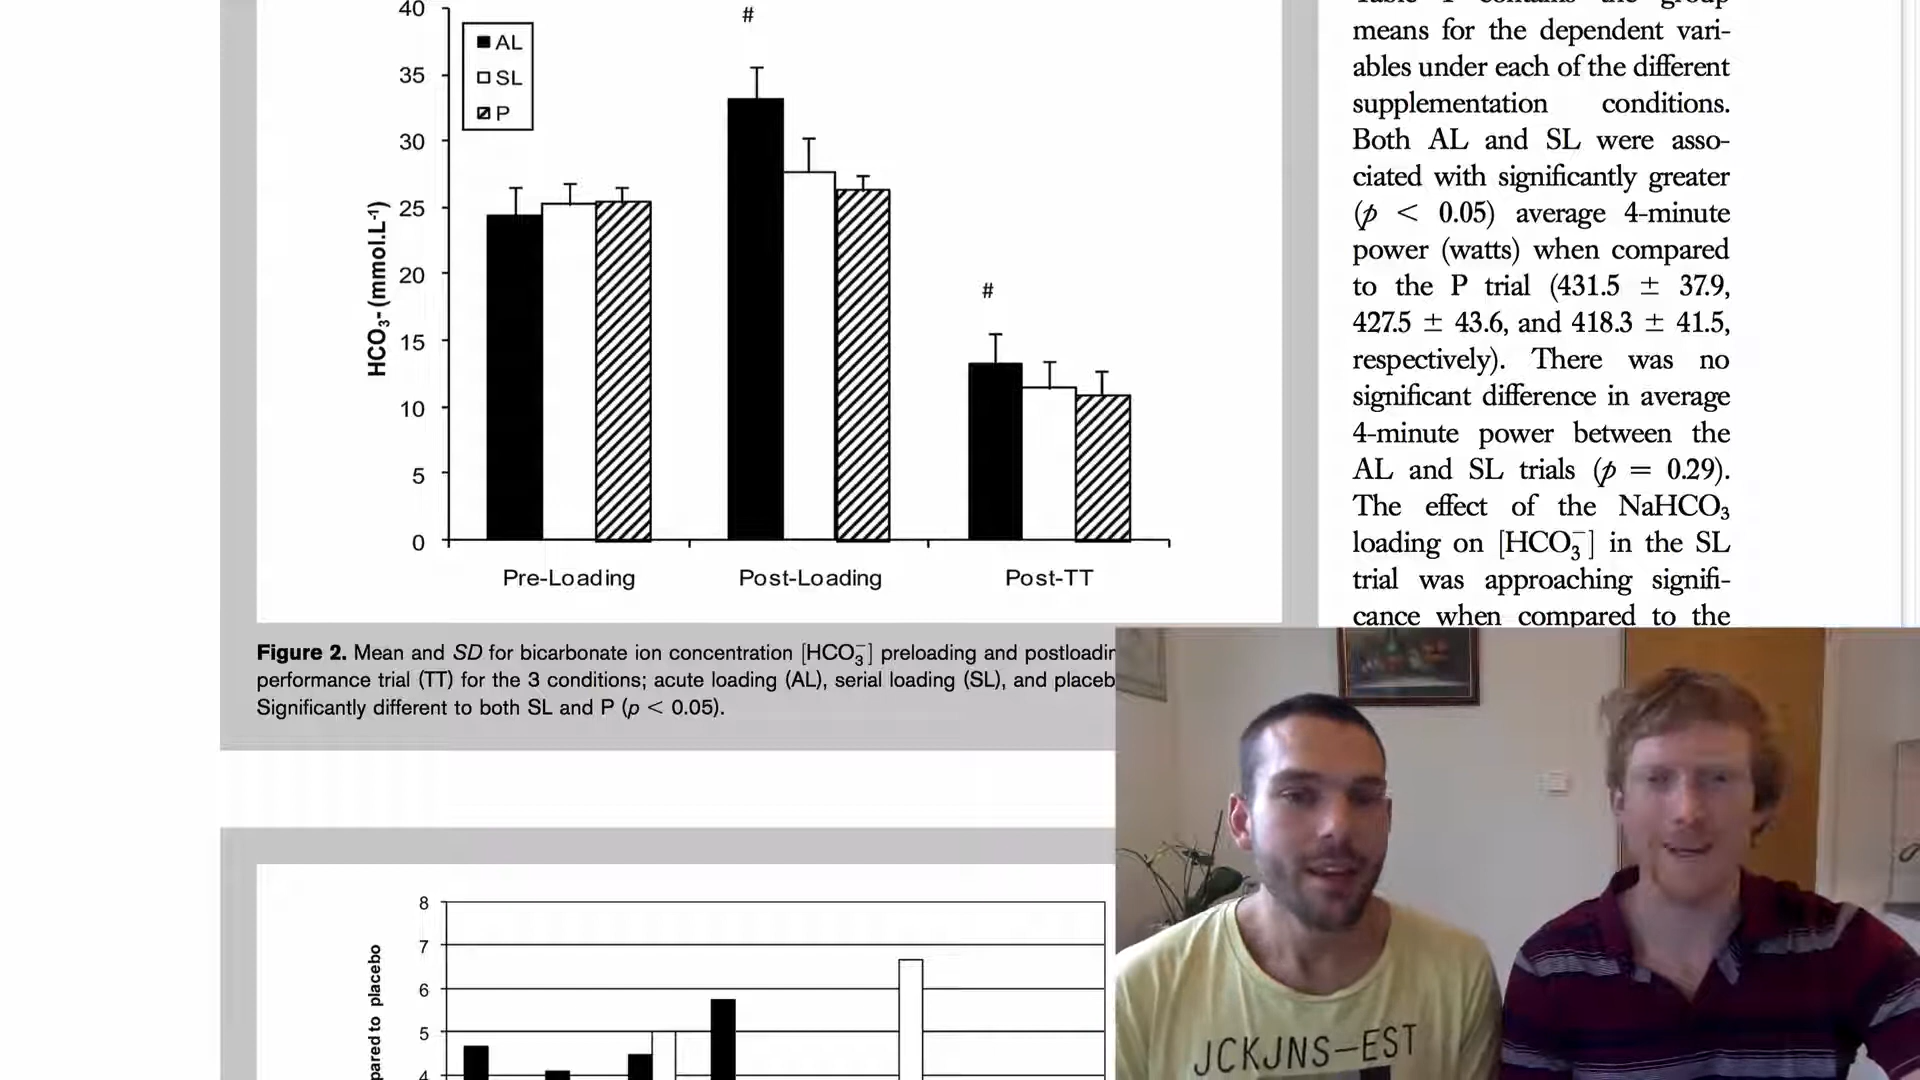 40
#
AL
35
SL
P
30
25
20
#
15
10
5
0
HCO3- (mmol.L-1)
Pre-Loading
Post-Loading
Post-TT
Figure 2. Mean and SD for bicarbonate ion concentration [HCO3−] preloading and
performance trial (TT) for the 3 conditions; acute loading (AL), serial loading (SL), and
Significantly different to both SL and P (p < 0.05).
8
7
6
5
4
to placebo
contains the group
means for the dependent vari-
ables under each of the different
supplementation conditions.
Both AL and SL were asso-
ciated with significantly greater
(p < 0.05) average 4-minute
power (watts) when compared
to the P trial (431.5 ± 37.9,
427.5 ± 43.6, and 418.3 ± 41.5,
respectively). There was no
significant difference in average
4-minute power between the
AL and SL trials (p = 0.29).
The effect of the NaHCO3
loading on [HCO3−] in the SL
trial was approaching signifi-
cance when compared to the
JCKJNS-EST